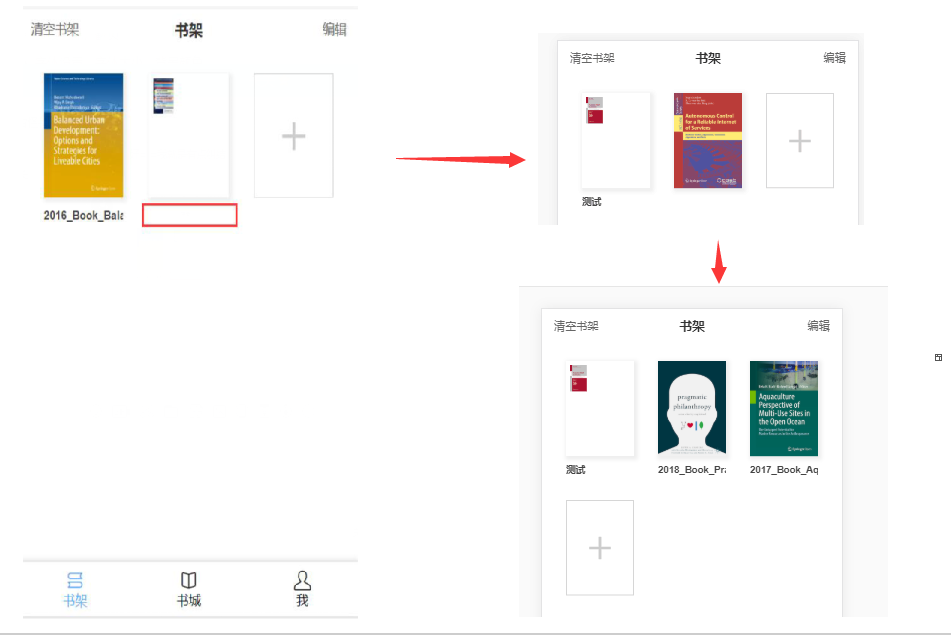 清空书架 书架 编辑
Balanced Urban
Development:
Options and
Strategies for
Liveable Cities
Springer
2016_Book_Bala
书架 书城 我
清空书架 书架 编辑
Autonomous Control
for a Reliable Internet
of Services
Springer
测试
清空书架 书架 编辑
pragmatic
philanthropy
Aquaculture
Perspective of
Multi-Use Sites in
the Open Ocean
Springer
测试 2018_Book_Pra 2017_Book_Aq